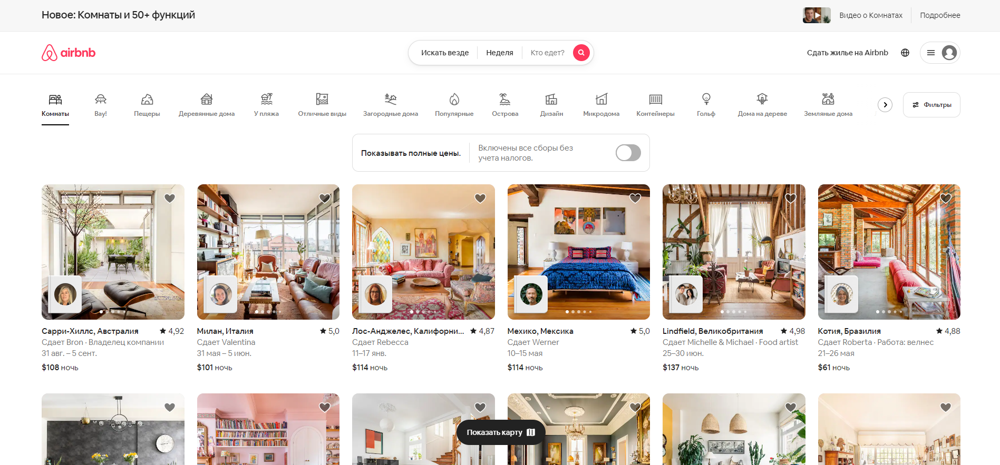 Новое: Комнаты и 50+ функций
Видео о Комнатах
Подробнее
airbnb
Искать везде
Неделя
Кто едет?
Сдать жилье на Airbnb
Комнаты
Вау!
Пещеры
Деревянные дома
У пляжа
Отличные виды
Загородные дома
Популярные
Острова
Дизайн
Микродома
Контейнеры
Гольф
Дома на дереве
Земляные дома
Фильтры
Показывать полные цены.
Включены все сборы без
учета налогов.
Сарри-Хиллс, Австралия
4,92
Сдает Bron · Владелец компании
31 авг. – 5 сент.
$108 ночь
Милан, Италия
5,0
Сдает Valentina
31 мая – 5 июн.
$101 ночь
Лос-Анджелес, Калифорни...
4,87
Сдает Rebecca
11–17 янв.
$114 ночь
Мехико, Мексика
5,0
Сдает Werner
10–15 мая
$114 ночь
Lindfield, Великобритания
4,98
Сдает Michelle & Michael · Food artist
25–30 июн.
$137 ночь
Котия, Бразилия
4,88
Сдает Roberta · Работа: велнес
21–26 мая
$61 ночь
Показать карту